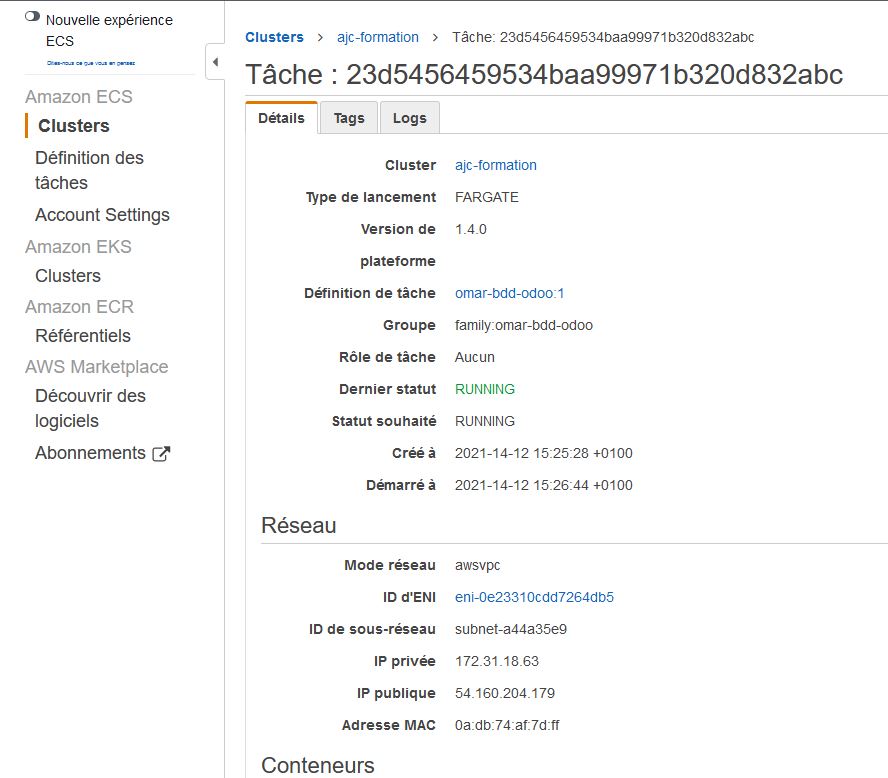 Nouvelle expérience
ECS
Dites-nous ce que vous en pensez
Amazon ECS
Clusters
Définition des
tâches
Account Settings
Amazon EKS
Clusters
Amazon ECR
Référentiels
AWS Marketplace
Découvrir des
logiciels
Abonnements
Clusters > ajc-formation > Tâche: 23d5456459534baa99971b320d832abc
Tâche : 23d5456459534baa99971b320d832abc
Détails Tags Logs
Cluster ajc-formation
Type de lancement FARGATE
Version de 1.4.0
plateforme
Définition de tâche omar-bdd-odoo:1
Groupe family:omar-bdd-odoo
Rôle de tâche Aucun
Dernier statut RUNNING
Statut souhaité RUNNING
Créé à 2021-14-12 15:25:28 +0100
Démarré à 2021-14-12 15:26:44 +0100
Réseau
Mode réseau awsvpc
ID d'ENI eni-0e23310cdd7264db5
ID de sous-réseau subnet-a44a35e9
IP privée 172.31.18.63
IP publique 54.160.204.179
Adresse MAC 0a:db:74:af:7d:ff
Conteneurs